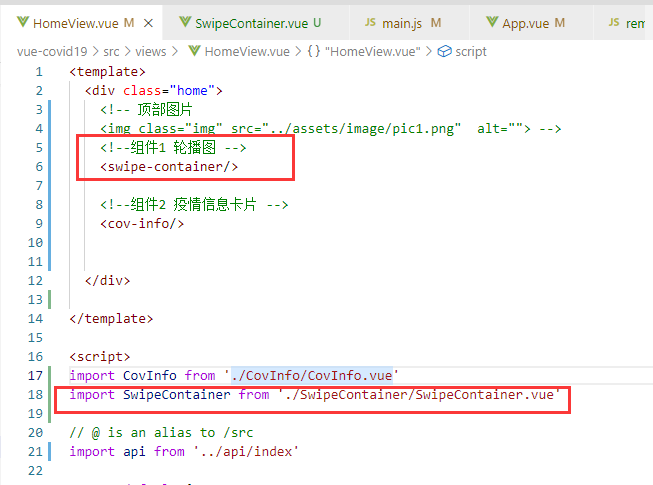 HomeView.vue M
SwipeContainer.vue U
JS main.js M
App.vue M
JS rem
vue-covid19 > src > views > HomeView.vue > {} "HomeView.vue" > script
1 <template>
2 <div class="home">
3 <!-- 顶部图片
4 <img class="img" src="../assets/image/pic1.png"  alt=""> -->
5 <!--组件1 轮播图 -->
6 <swipe-container/>
7
8 <!--组件2 疫情信息卡片 -->
9 <cov-info/>
10
11
12 </div>
13
14 </template>
15
16 <script>
17 import CovInfo from './CovInfo/CovInfo.vue'
18 import SwipeContainer from './SwipeContainer/SwipeContainer.vue'
19
20 // @ is an alias to /src
21 import api from '../api/index'
22